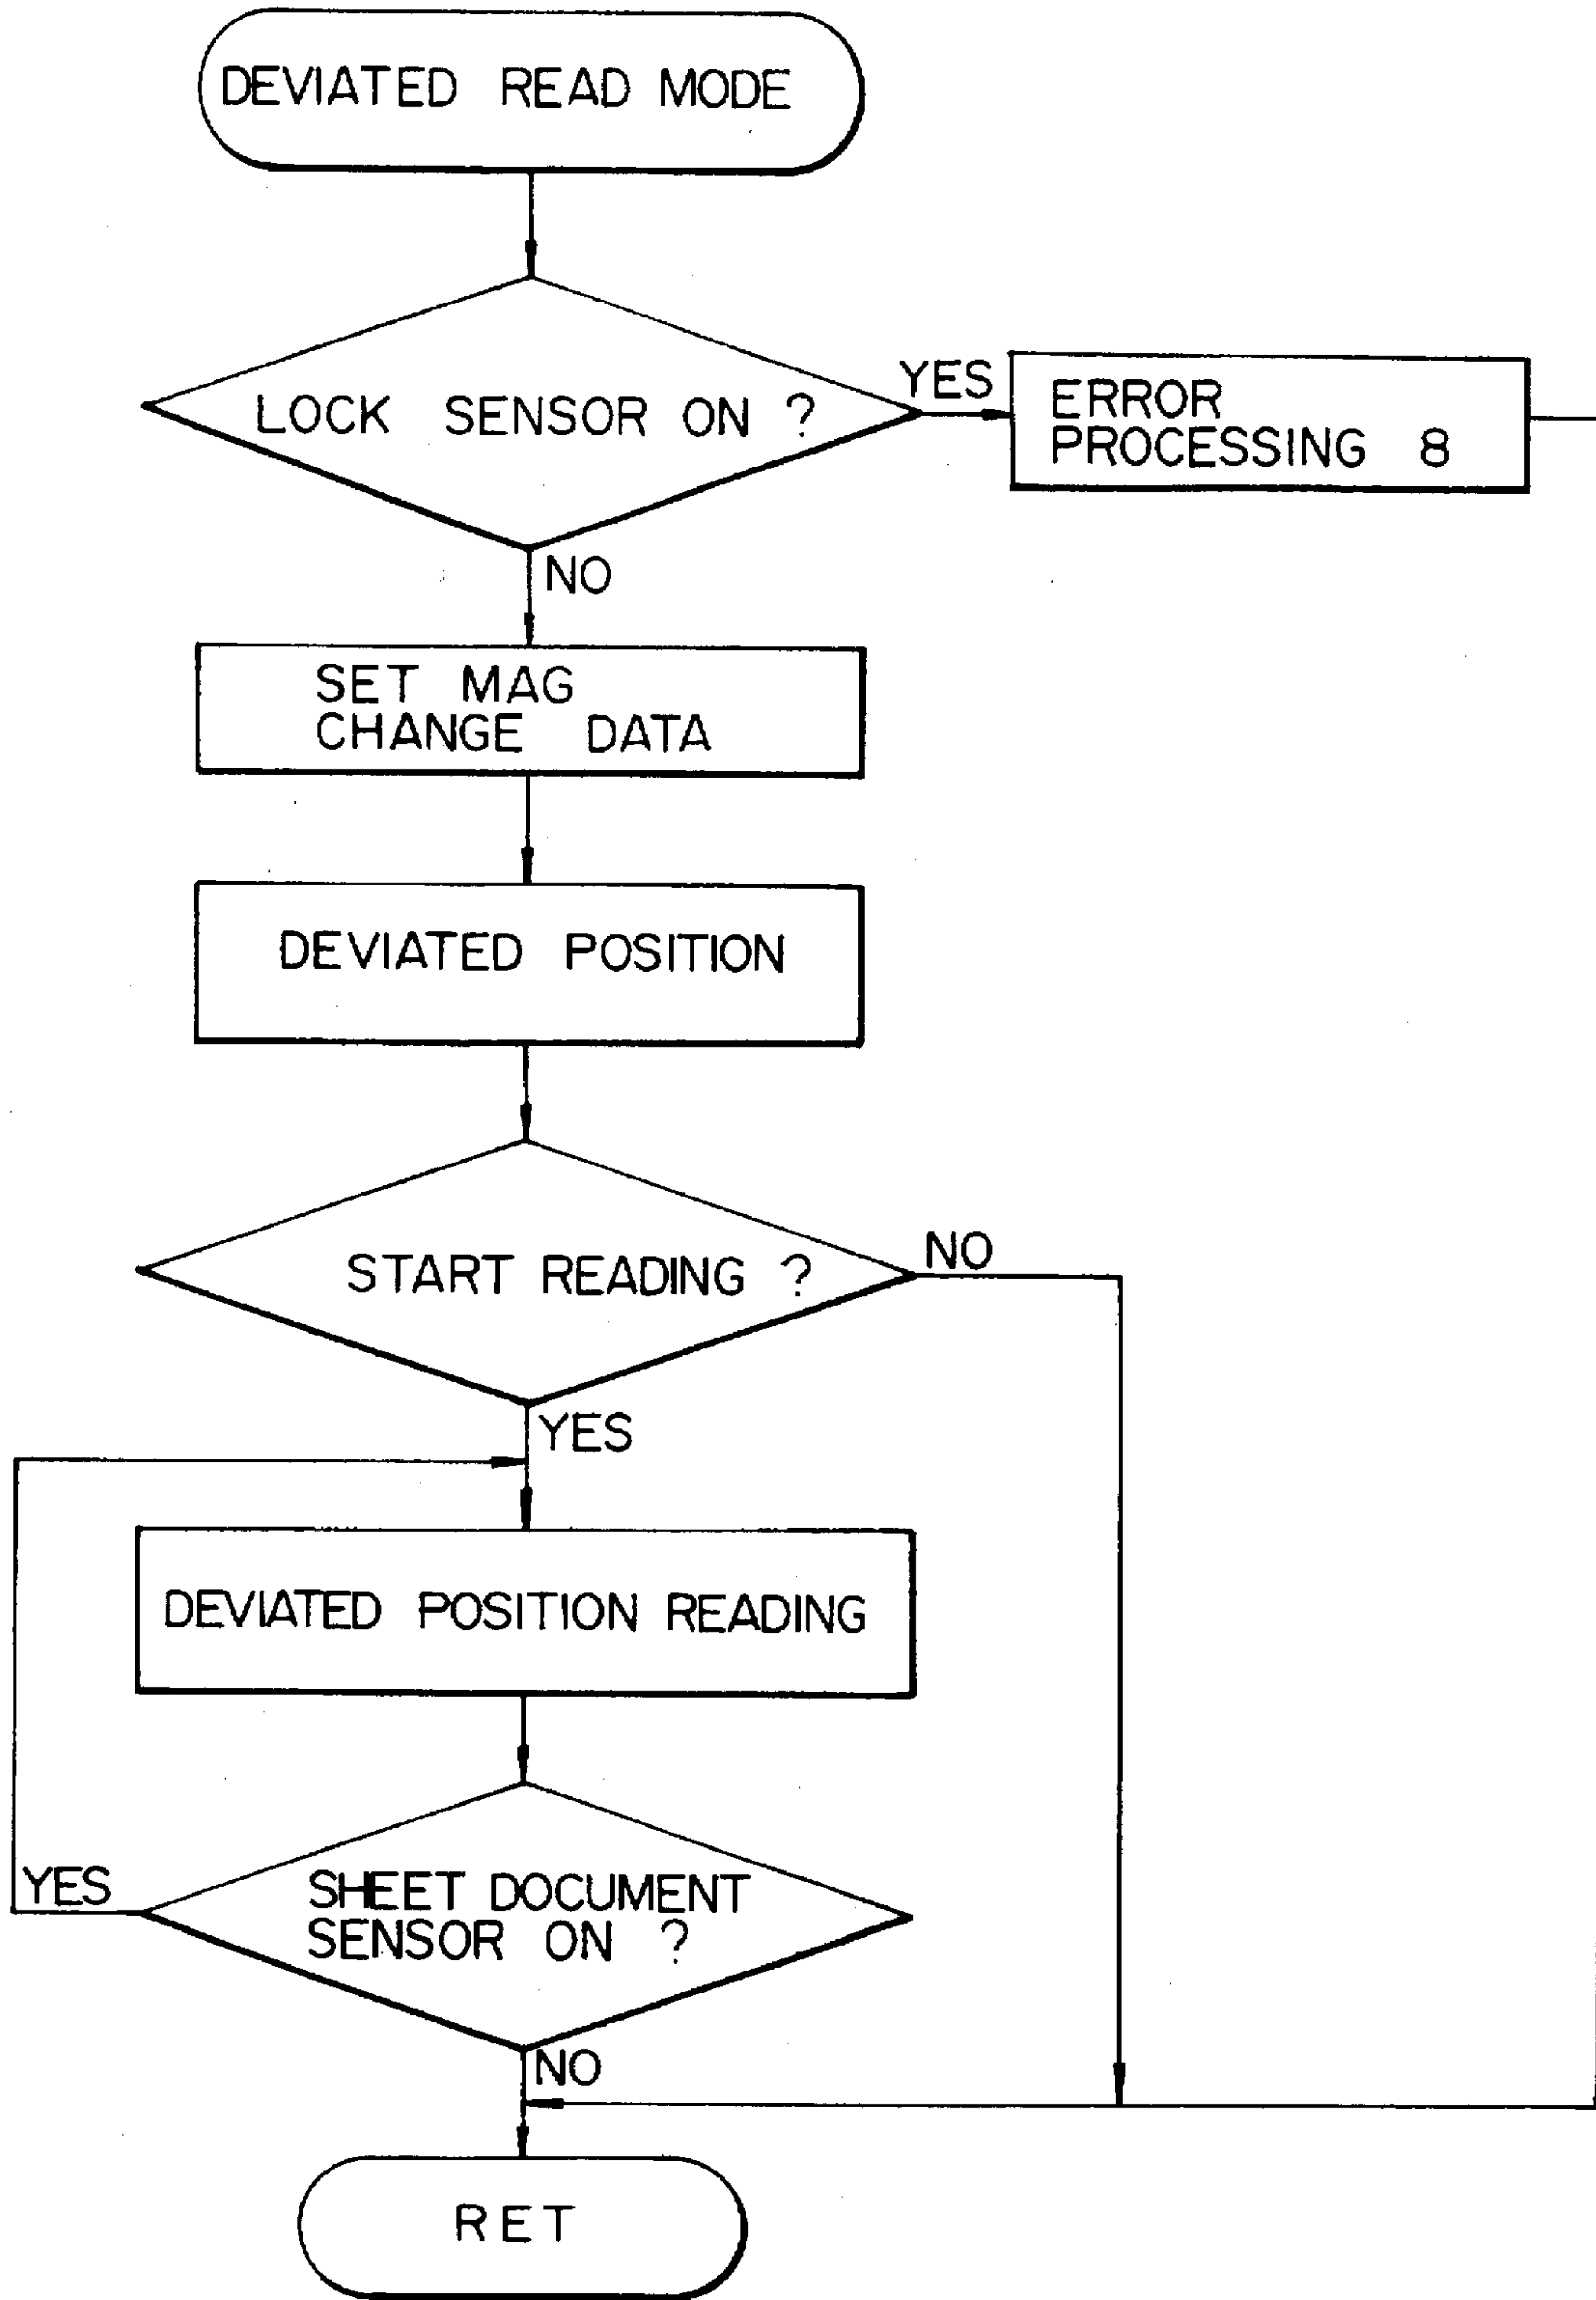 DEVIATED READ MODE
LOCK SENSOR ON ?
YES
ERROR
PROCESSING 8
NO
SET MAG
CHANGE DATA
DEVIATED POSITION
START READING ?
NO
YES
DEVIATED POSITION READING
YES
SHEET DOCUMENT
SENSOR ON ?
NO
RET